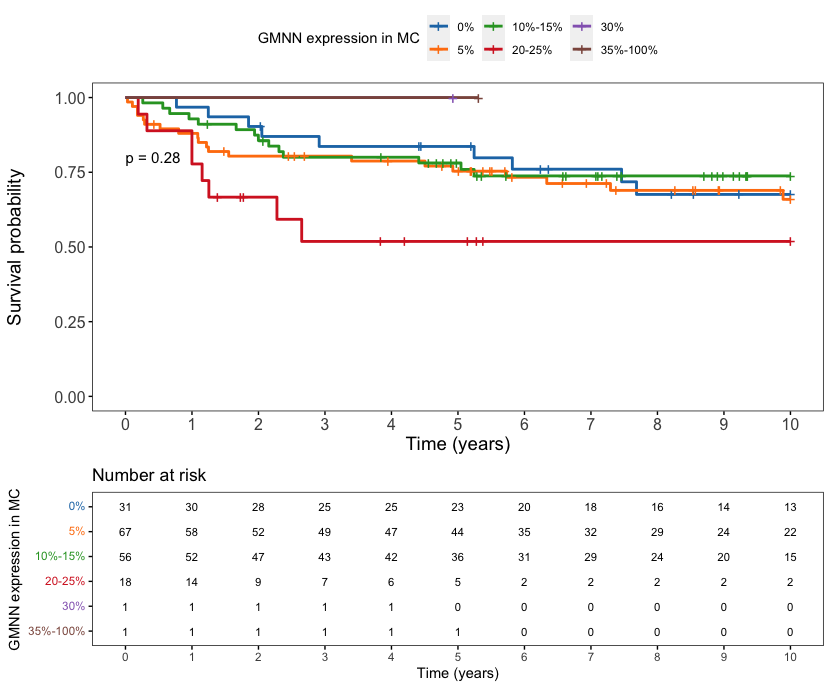 GMNN expression in MC 0% 10%-15% 30%
5% 20-25% 35%-100%
Survival probability
1.00
0.75
0.50
0.25
0.00
p = 0.28
0 1 2 3 4 5 6 7 8 9 10
Time (years)
Number at risk
GMNN expression in MC
0% 31 30 28 25 25 23 20 18 16 14 13
5% 67 58 52 49 47 44 35 32 29 24 22
10%-15% 56 52 47 43 42 36 31 29 24 20 15
20-25% 18 14 9 7 6 5 2 2 2 2 2
30% 1 1 1 1 1 0 0 0 0 0 0
35%-100% 1 1 1 1 1 1 0 0 0 0 0
0 1 2 3 4 5 6 7 8 9 10
Time (years)